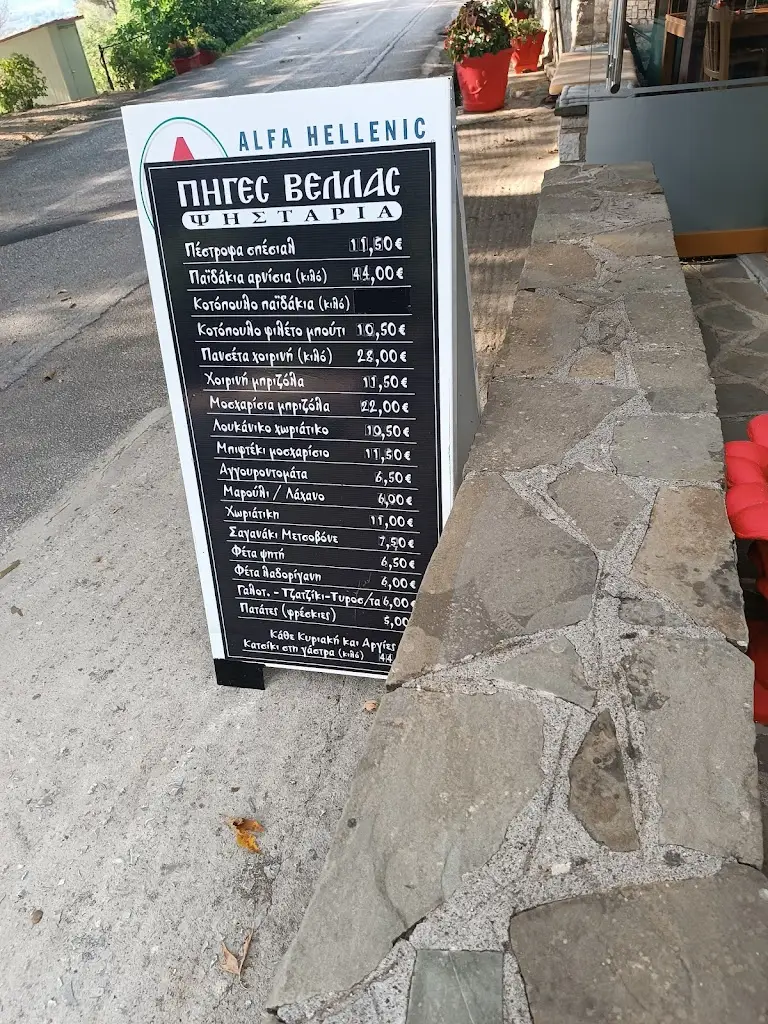 ALFA HELLENIC
ΠΗΓΕΣ ΒΕΛΛΑΣ
ΨΗΣΤΑΡΙΑ
Πέστροφα σπέσιαλ 11,50€
Παϊδάκια αρνίσια (κιλό) 44,00€
Κοτόπουλο παϊδάκια (κιλό)
Κοτόπουλο φιλέτο μπούτι 10,50€
Πανσέτα χοιρινή (κιλό) 28,00€
Χοιρινή μπριζόλα 11,50€
Μοσχαρίσια μπριζόλα 22,00€
Λουκάνικο χωριάτικο 10,50€
Μπιφτέκι μοσχαρίσιο 11,50€
Αγγουροντομάτα 6,50€
Μαρούλι / Λάχανο 6,00€
Χωριάτικη 11,00€
Σαγανάκι Μετσοβόνε 7,50€
Φέτα ψητή 6,50€
Φέτα λαδορίγανη 6,00€
Γαλοτ. - Τζατζίκι-Τυροσ/τα 6,00€
Πατάτες (φρέσκιες) 5,00
Κάθε Κυριακή και Αργίες
Κατσίκι στη γάστρα (κιλό) 44